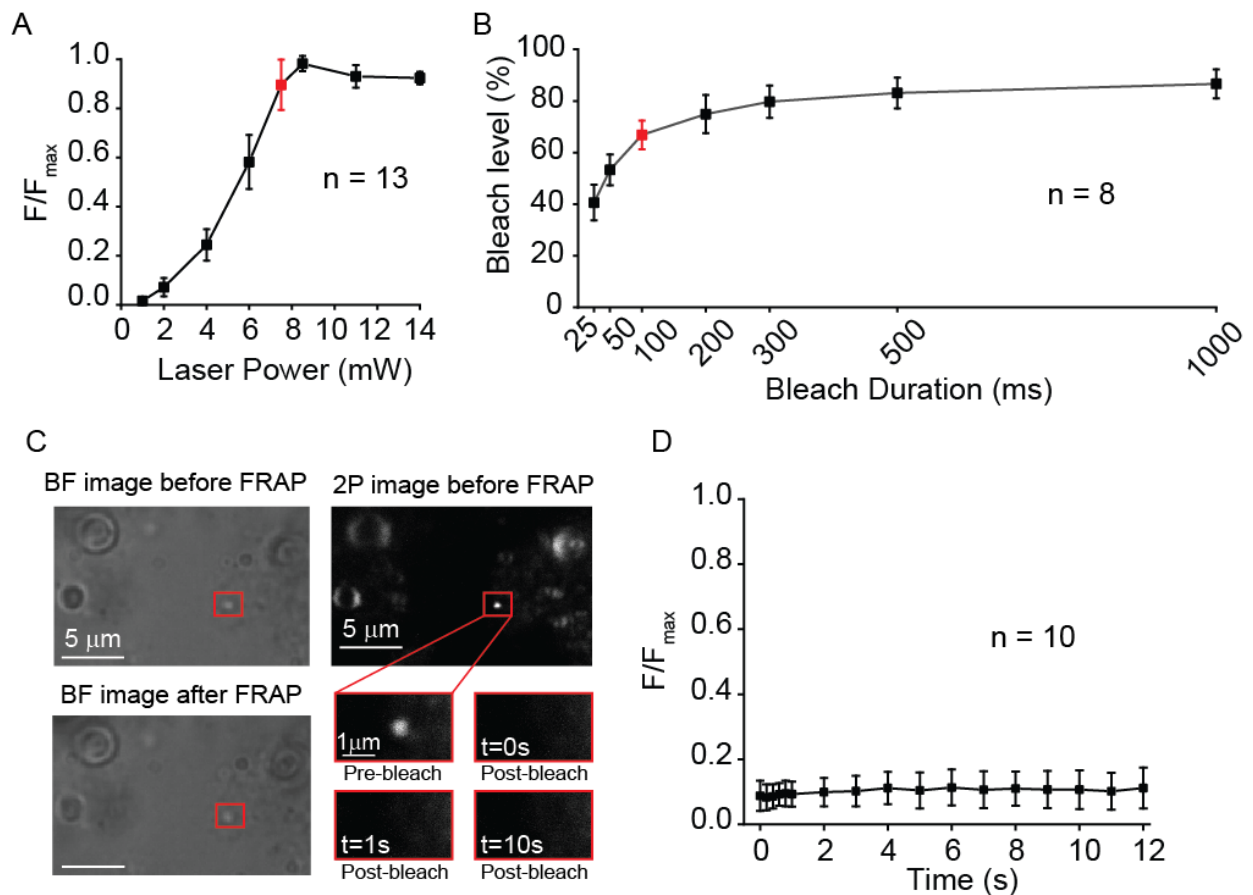 A
1.0
0.8
0.6
0.4
0.2
0.0
F/Fmax
n = 13
0 2 4 6 8 10 12 14
Laser Power (mW)
B
100
80
60
40
20
0
Bleach level (%)
n = 8
25 50 100 200 300 500 1000
Bleach Duration (ms)
C
BF image before FRAP
5 μm
2P image before FRAP
5 μm
BF image after FRAP
1μm
Pre-bleach
t=0s
Post-bleach
t=1s
Post-bleach
t=10s
Post-bleach
D
1.0
0.8
0.6
0.4
0.2
0.0
F/Fmax
n = 10
0 2 4 6 8 10 12
Time (s)